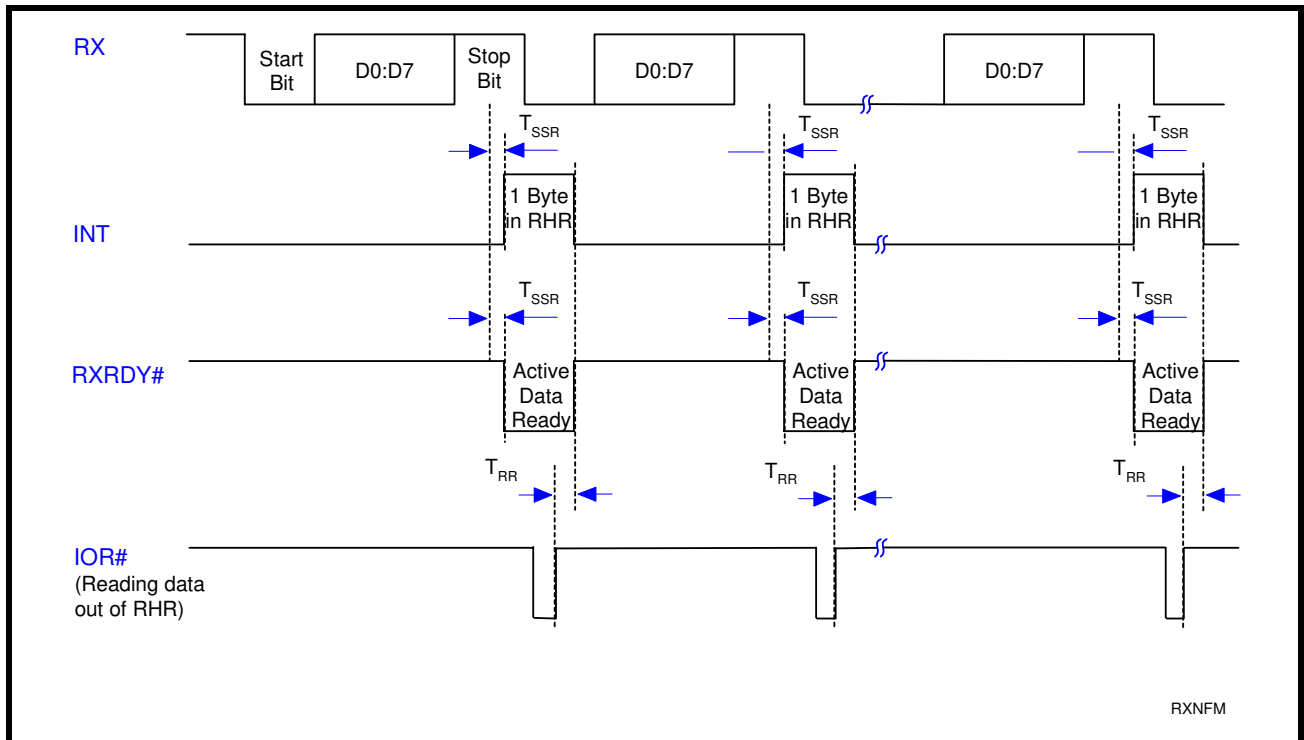 RX
Start
Bit
D0:D7
Stop
Bit
D0:D7
D0:D7
TSSR
TSSR
TSSR
INT
1 Byte
in RHR
1 Byte
in RHR
1 Byte
in RHR
TSSR
TSSR
TSSR
RXRDY#
Active
Data
Ready
Active
Data
Ready
Active
Data
Ready
TRR
TRR
TRR
IOR#
(Reading data
out of RHR)
RXNFM